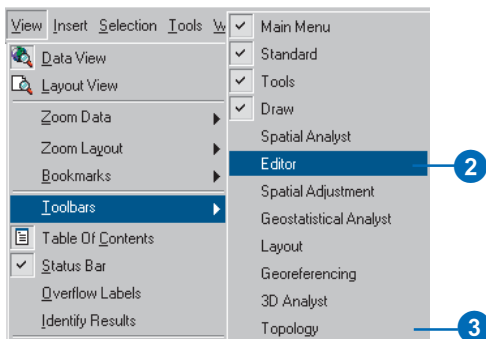 View Insert Selection Tools W
Data View
Layout View
Zoom Data
Zoom Layout
Bookmarks
Toolbars
Table Of Contents
Status Bar
Overflow Labels
Identify Results
Main Menu
Standard
Tools
Draw
Spatial Analyst
Editor 2
Spatial Adjustment
Geostatistical Analyst
Layout
Georeferencing
3D Analyst
Topology 3